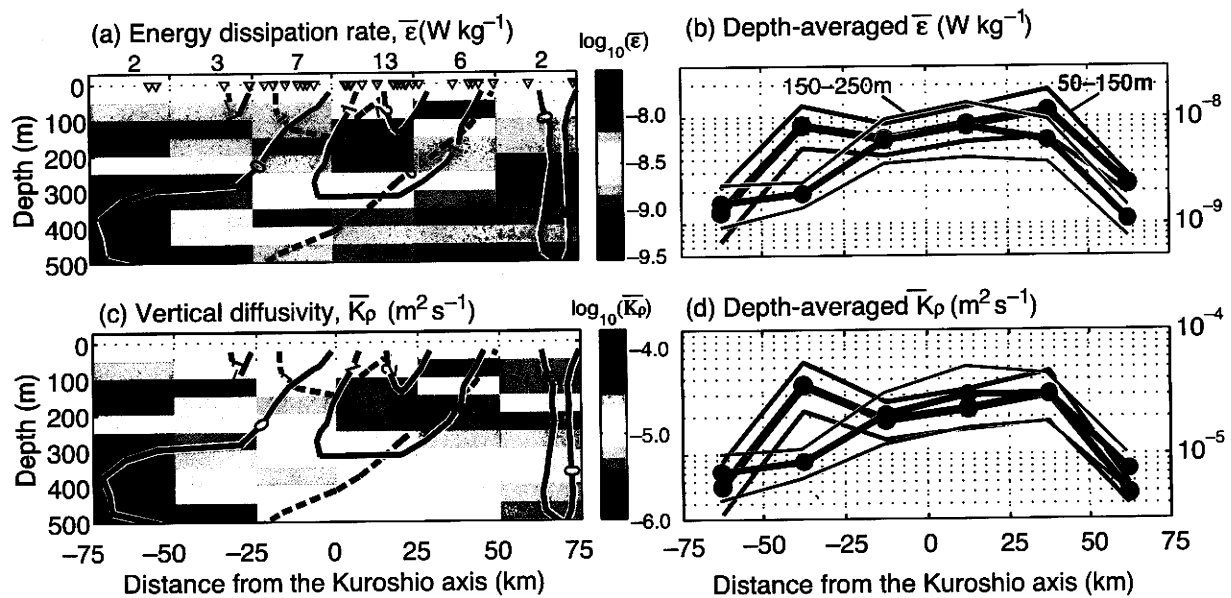 (a) Energy dissipation rate, ε̅(W kg⁻¹)
log₁₀(ε̅)
2 3 7 13 6 2
0
100
200
300
400
500
Depth (m)
−8.0
−8.5
−9.0
−9.5
(b) Depth-averaged ε̅ (W kg⁻¹)
150−250m
50−150m
10⁻⁸
10⁻⁹
(c) Vertical diffusivity, K̅ρ (m² s⁻¹)
log₁₀(K̅ρ)
0
100
200
300
400
500
Depth (m)
−4.0
−5.0
−6.0
−75 −50 −25 0 25 50 75
Distance from the Kuroshio axis (km)
(d) Depth-averaged K̅ρ (m² s⁻¹)
10⁻⁴
10⁻⁵
−75 −50 −25 0 25 50 75
Distance from the Kuroshio axis (km)